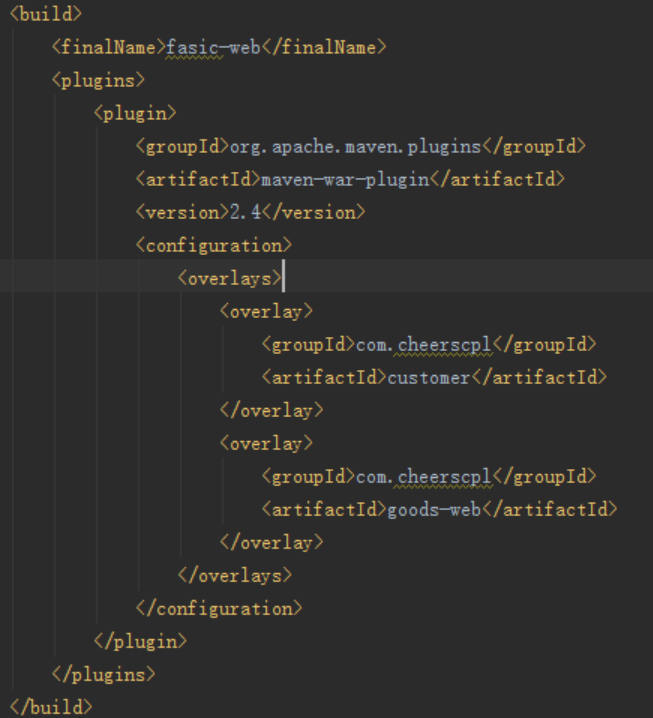 <build>
<finalName>fasic-web</finalName>
<plugins>
<plugin>
<groupId>org.apache.maven.plugins</groupId>
<artifactId>maven-war-plugin</artifactId>
<version>2.4</version>
<configuration>
<overlays>
<overlay>
<groupId>com.cheerscpl</groupId>
<artifactId>customer</artifactId>
</overlay>
<overlay>
<groupId>com.cheerscpl</groupId>
<artifactId>goods-web</artifactId>
</overlay>
</overlays>
</configuration>
</plugin>
</plugins>
</build>